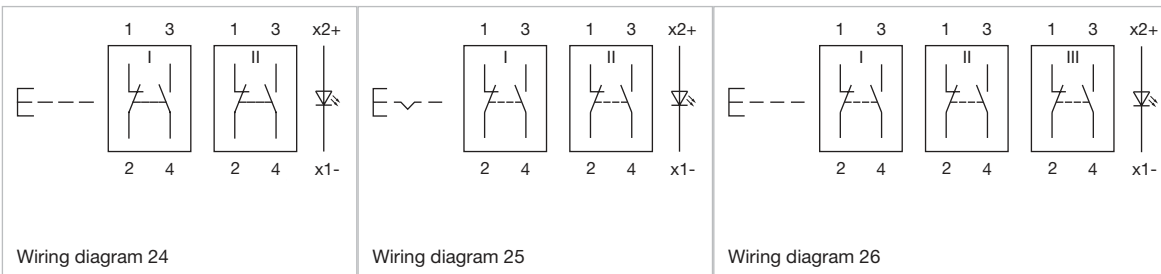 1 3 1 3 x2+
I II
2 4 2 4 x1-
Wiring diagram 24
1 3 1 3 x2+
I II
2 4 2 4 x1-
Wiring diagram 25
1 3 1 3 1 3 x2+
I II III
2 4 2 4 2 4 x1-
Wiring diagram 26